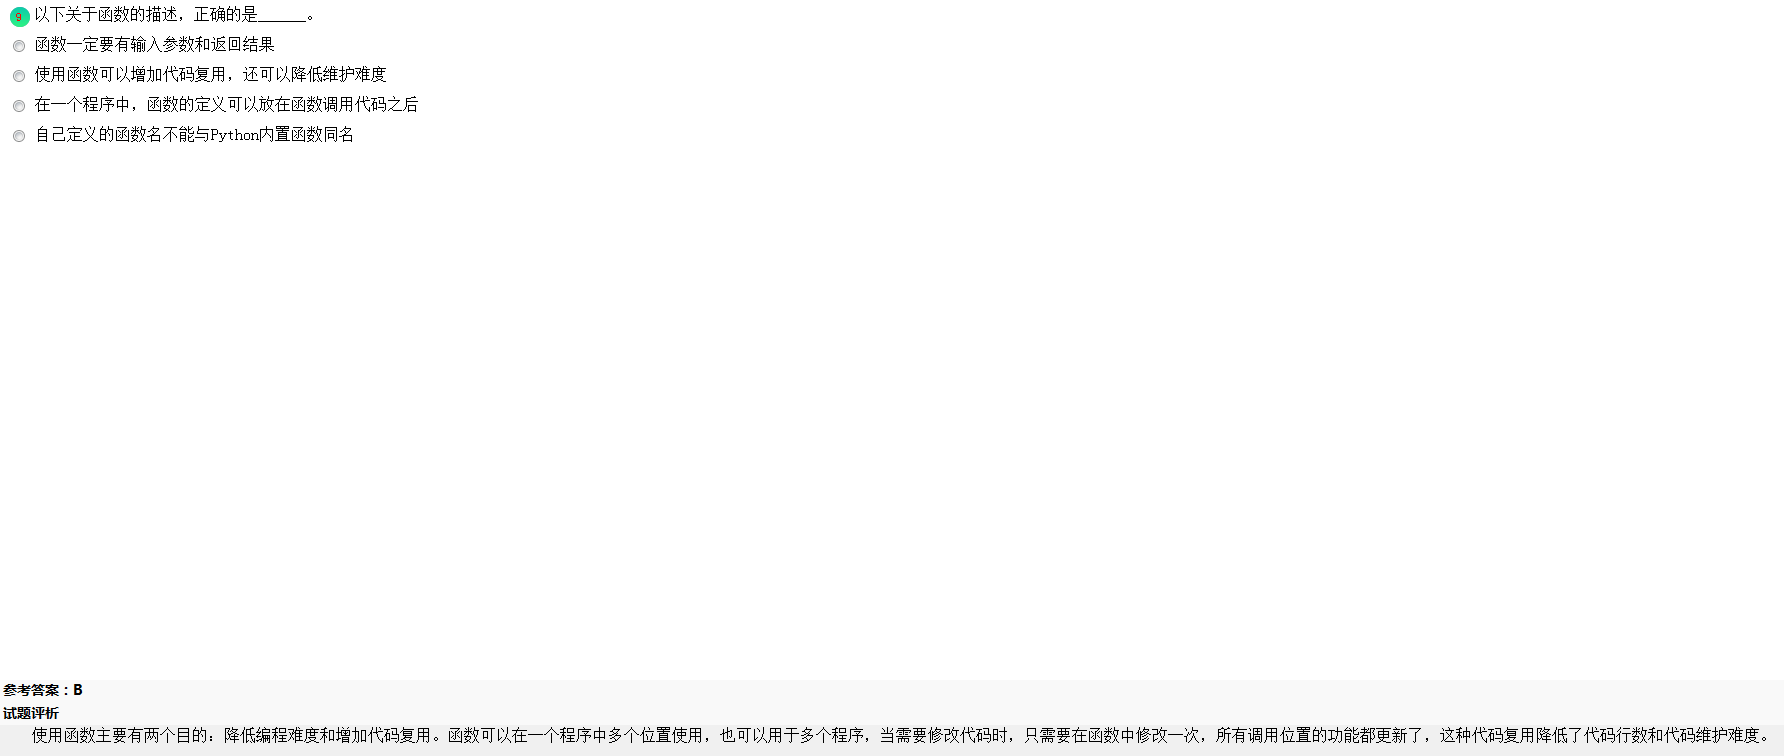 9 以下关于函数的描述，正确的是______。
函数一定要有输入参数和返回结果
使用函数可以增加代码复用，还可以降低维护难度
在一个程序中，函数的定义可以放在函数调用代码之后
自己定义的函数名不能与Python内置函数同名
参考答案：B
试题评析
使用函数主要有两个目的：降低编程难度和增加代码复用。函数可以在一个程序中多个位置使用，也可以用于多个程序，当需要修改代码时，只需要在函数中修改一次，所有调用位置的功能都更新了，这种代码复用降低了代码行数和代码维护难度。